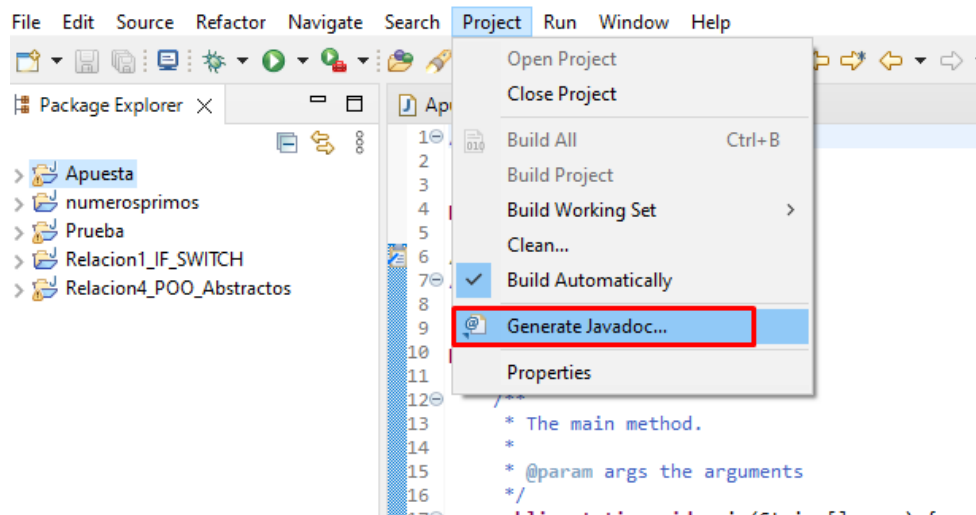 File Edit Source Refactor Navigate Search Project Run Window Help
Package Explorer
Apuesta
numerosprimos
Prueba
Relacion1_IF_SWITCH
Relacion4_POO_Abstractos
Open Project
Close Project
010
Build All Ctrl+B
Build Project
Build Working Set
Clean...
Build Automatically
@ Generate Javadoc...
Properties
J Ap
1
2
3
4
5
6
7
8
9
10
11
12 /**
13 * The main method.
14 *
15 * @param args the arguments
16 */